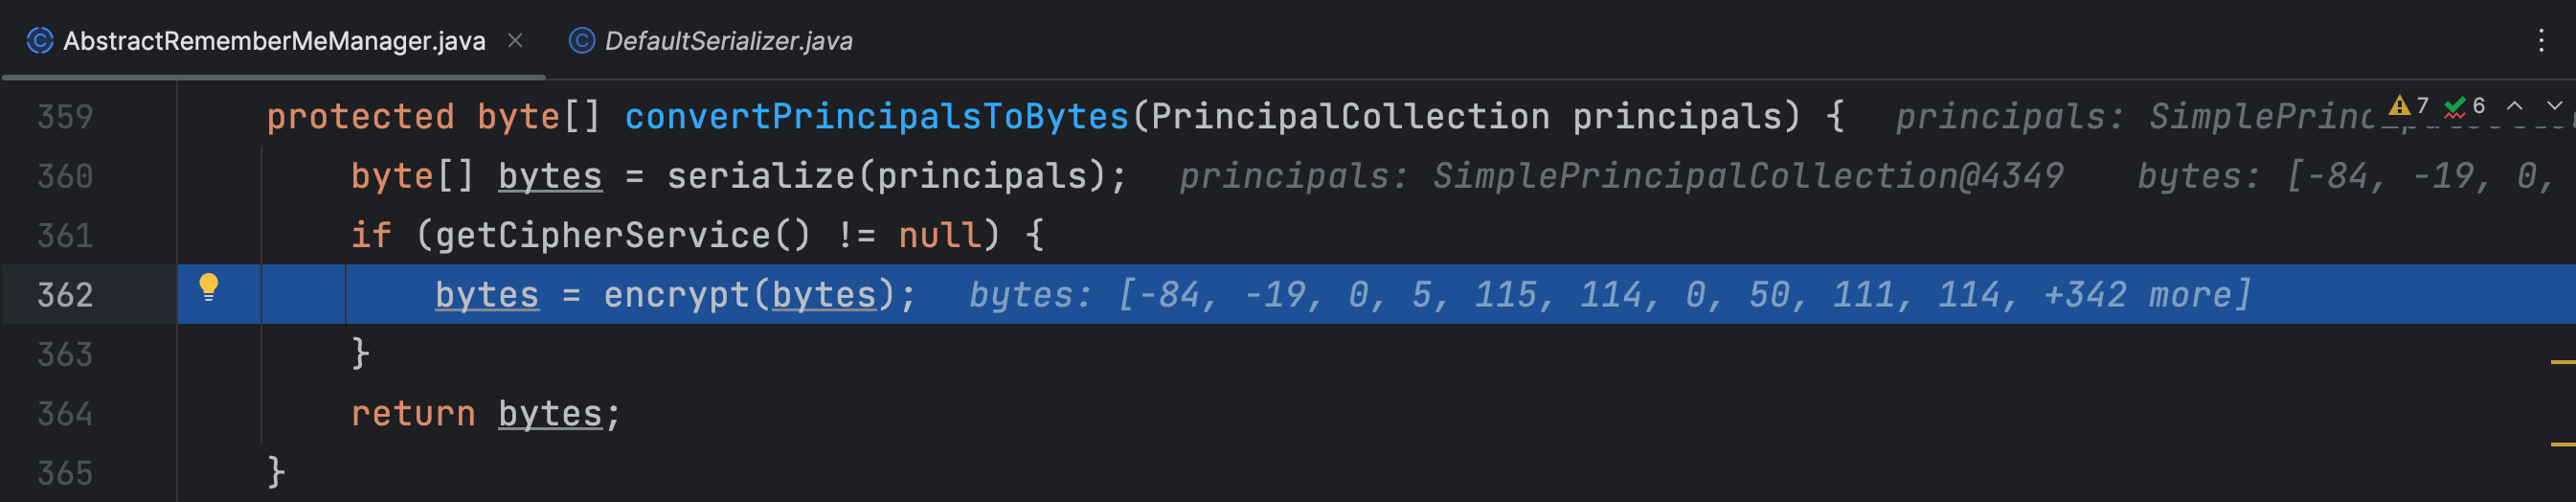 AbstractRememberMeManager.java × DefaultSerializer.java
359 protected byte[] convertPrincipalsToBytes(PrincipalCollection principals) { principals: 7 6
360 byte[] bytes = serialize(principals); principals: SimplePrincipalCollection@4349 bytes: [-84, -19, 0,
361 if (getCipherService() != null) {
362 bytes = encrypt(bytes); bytes: [-84, -19, 0, 5, 115, 114, 0, 50, 111, 114, +342 more]
363 }
364 return bytes;
365 }